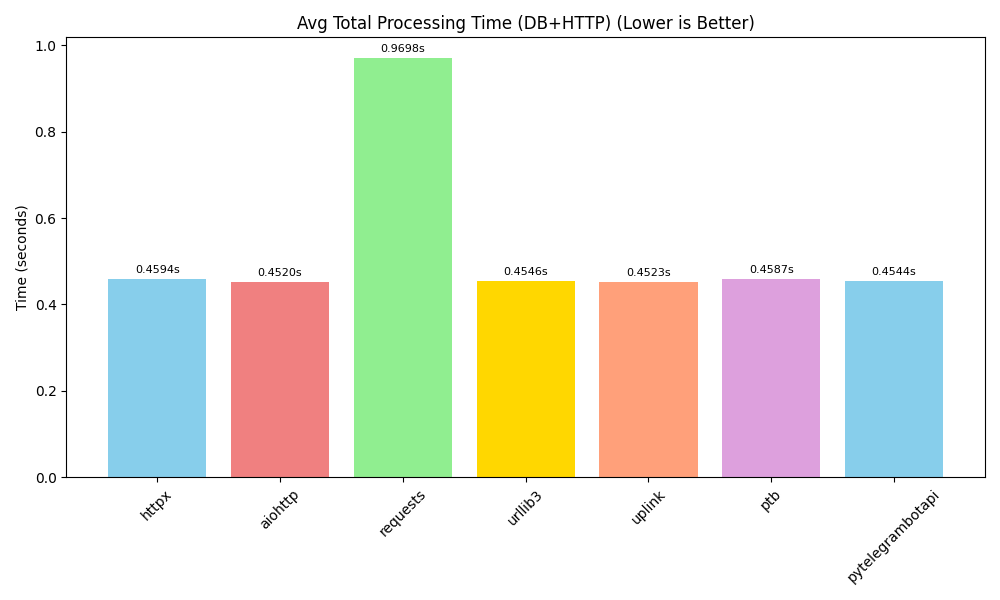 Avg Total Processing Time (DB+HTTP) (Lower is Better)
Time (seconds)
1.0
0.8
0.6
0.4
0.2
0.0
0.4594s
0.4520s
0.9698s
0.4546s
0.4523s
0.4587s
0.4544s
httpx
aiohttp
requests
urllib3
uplink
ptb
pytelegrambotapi